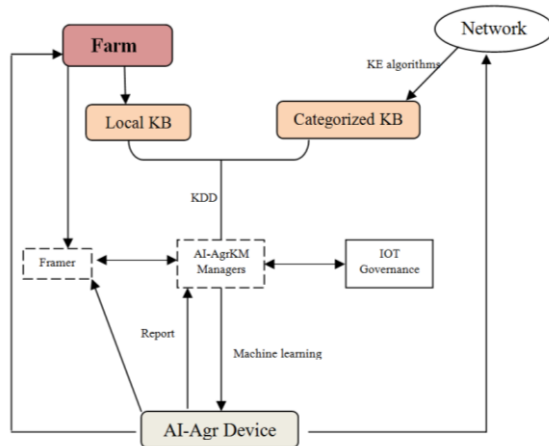 Network
Farm
KE algorithms
Local KB
Categorized KB
KDD
Framer
AI-AgrKM
Managers
IOT
Governance
Report
Machine learning
AI-Agr Device